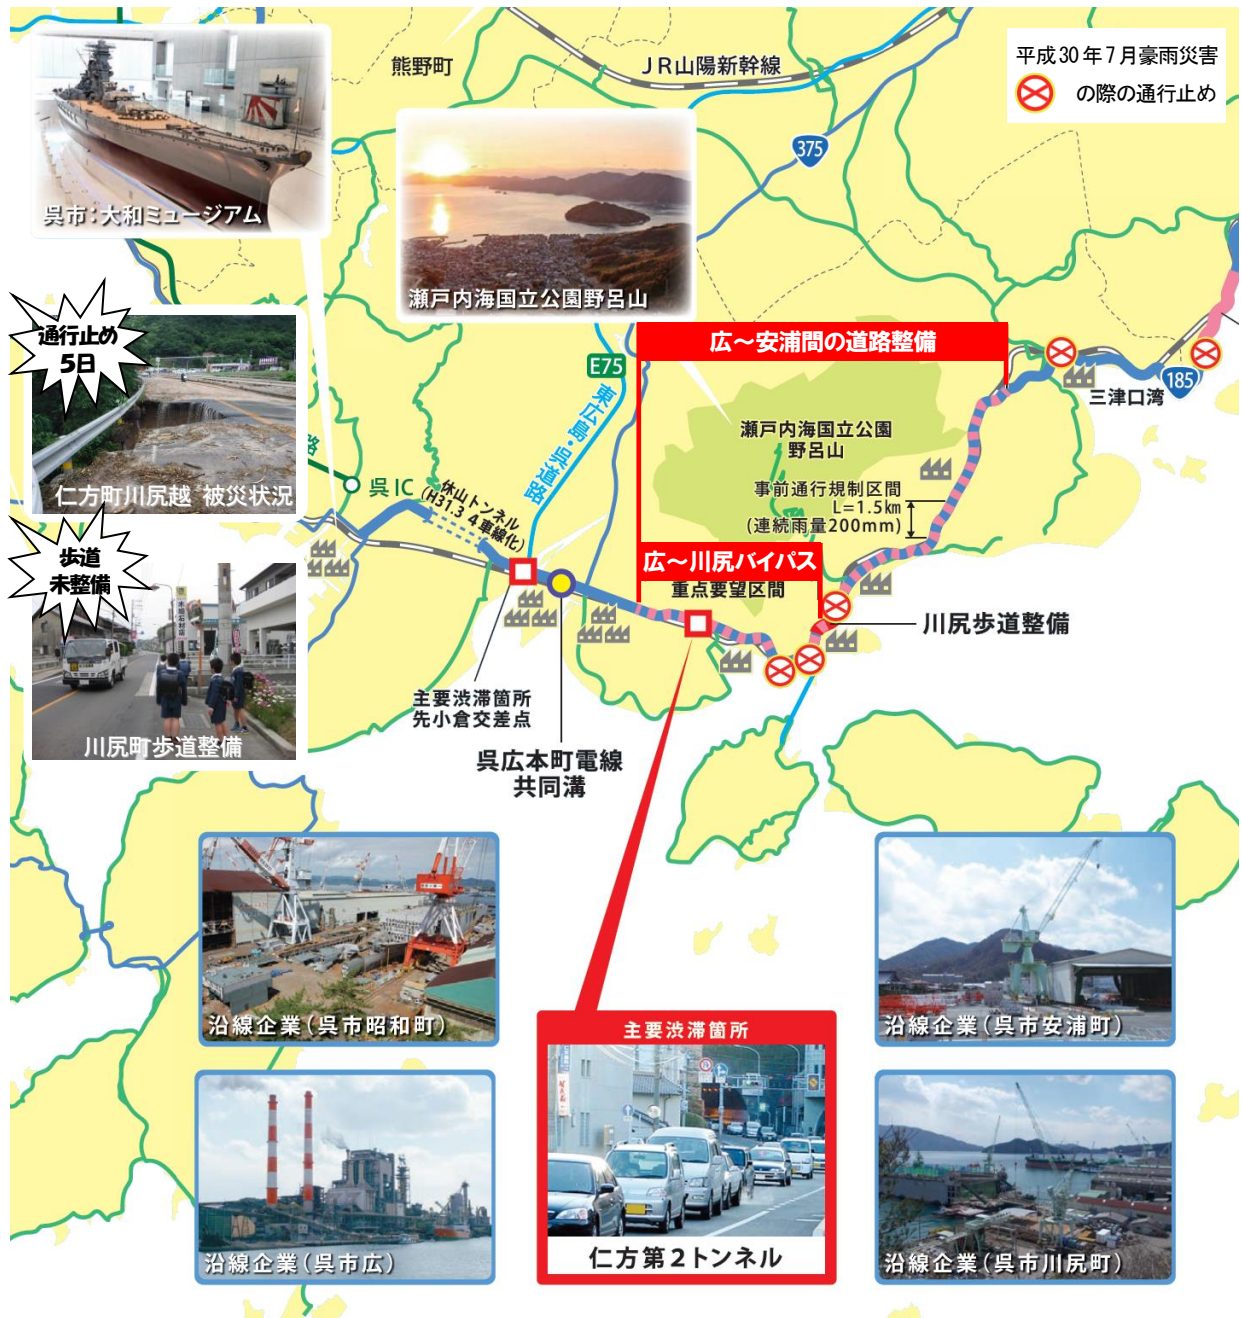 平成30年7月豪雨災害
の際の通行止め
熊野町
JR山陽新幹線
375
呉市：大和ミュージアム
瀬戸内海国立公園野呂山
通行止め
5日
仁方町川尻越 被災状況
路
呉IC
E75
東広島・呉道路
休山トンネル
(H31.3 4車線化)
広～安浦間の道路整備
瀬戸内海国立公園
野呂山
事前通行規制区間
L=1.5km
(連続雨量200mm)
185
三津口湾
広～川尻バイパス
重点要望区間
川尻歩道整備
歩道
未整備
川尻町歩道整備
主要渋滞箇所
先小倉交差点
呉広本町電線
共同溝
沿線企業(呉市昭和町)
沿線企業(呉市安浦町)
主要渋滞箇所
仁方第2トンネル
沿線企業(呉市広)
沿線企業(呉市川尻町)